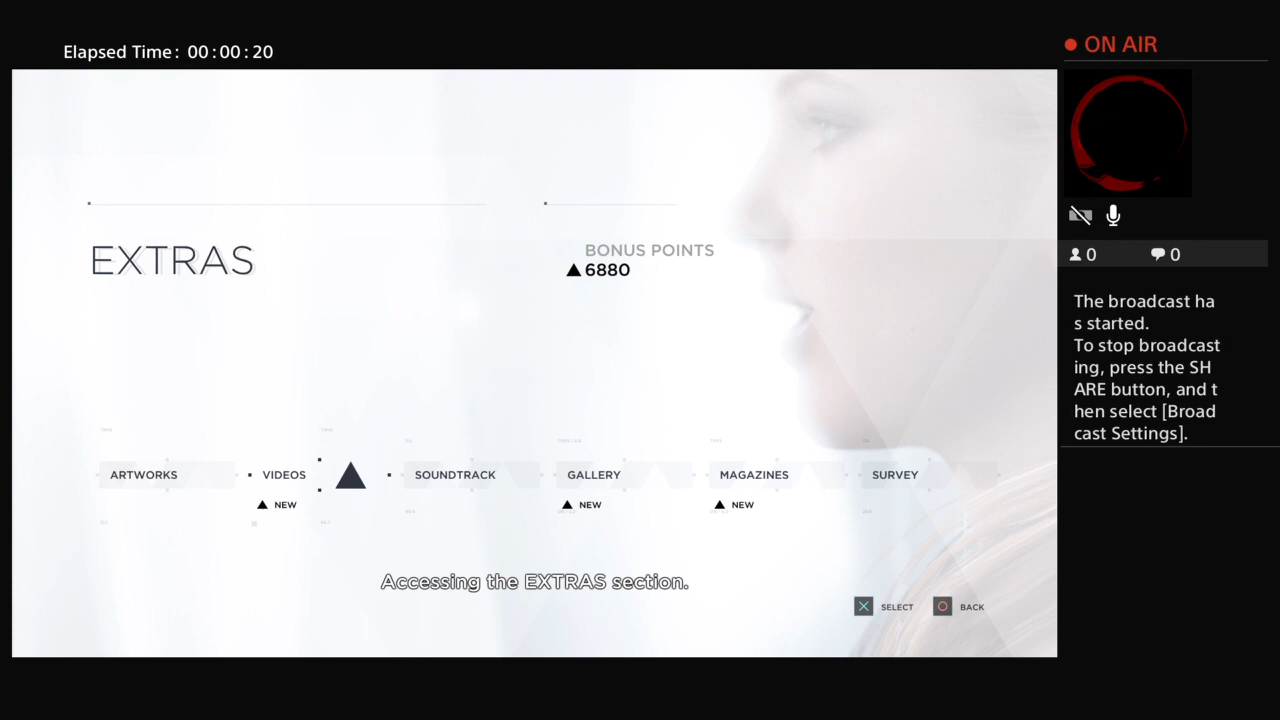 Elapsed Time: 00:00:20
ON AIR
EXTRAS
BONUS POINTS
6880
0 0
The broadcast ha
s started.
To stop broadcast
ing, press the SH
ARE button, and t
hen select [Broad
cast Settings].
ARTWORKS VIDEOS SOUNDTRACK GALLERY MAGAZINES SURVEY
NEW NEW NEW
Accessing the EXTRAS section.
SELECT BACK